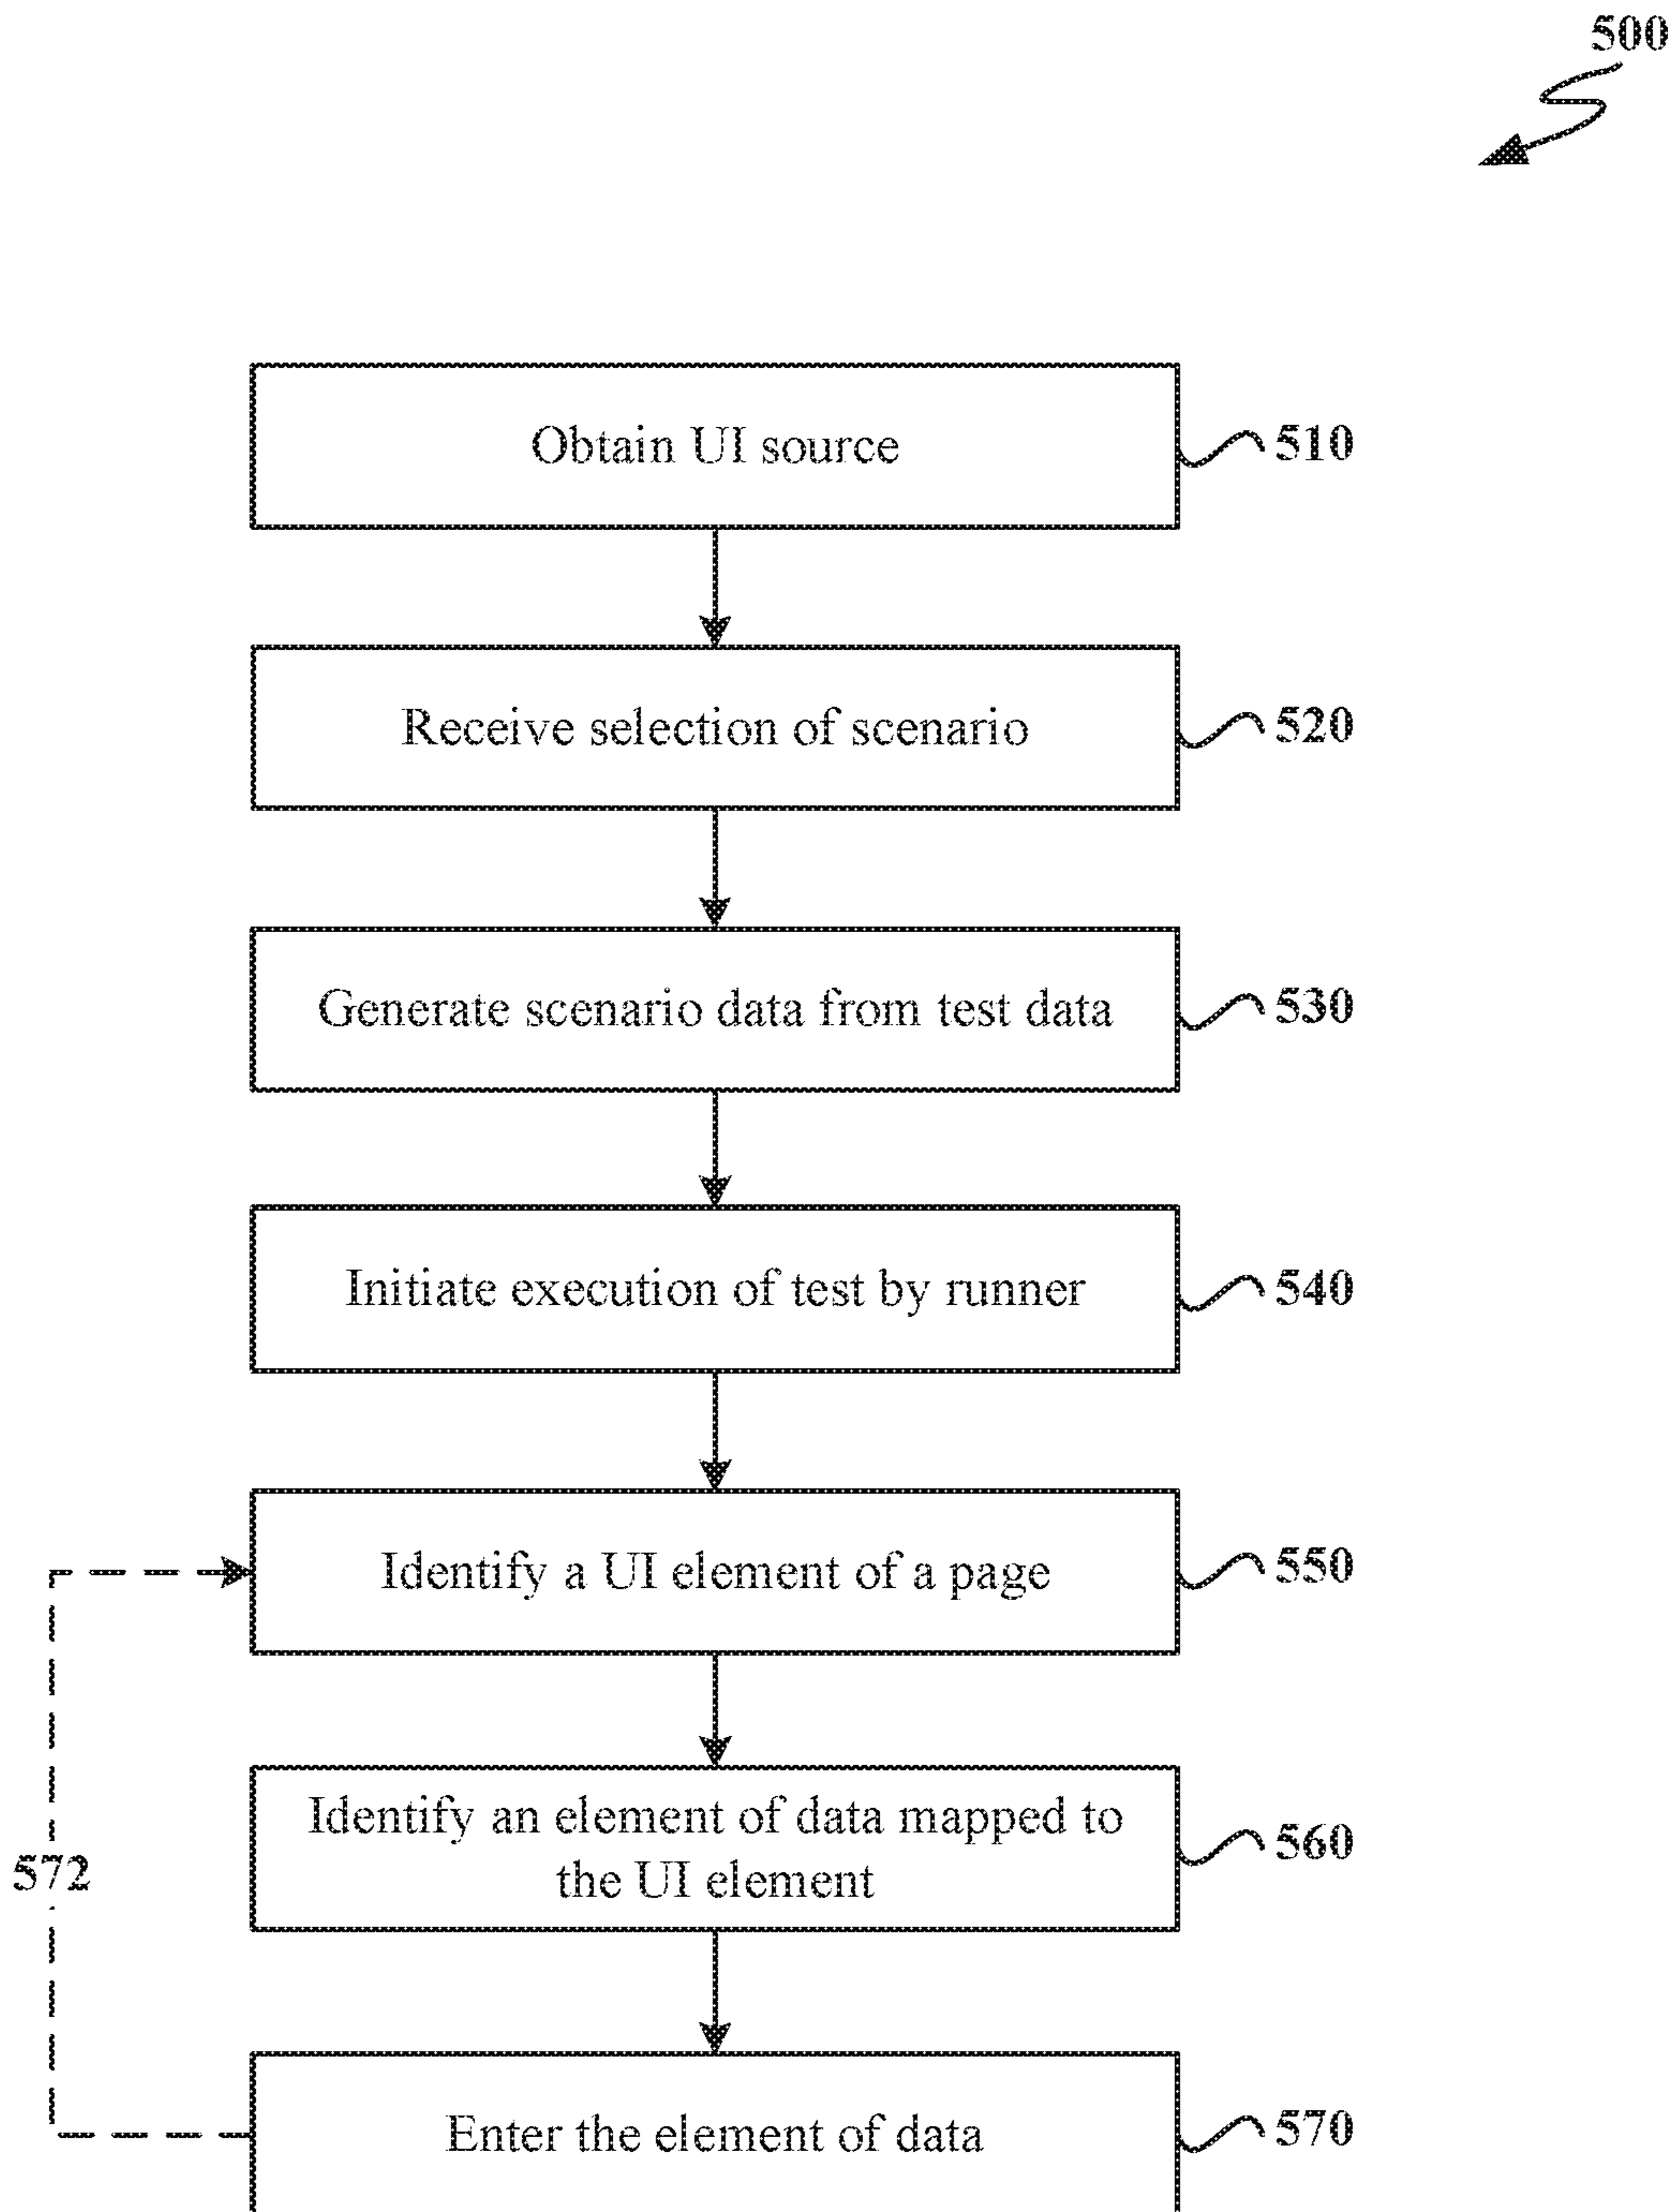 500
Obtain UI source
510
Receive selection of scenario
520
Generate scenario data from test data
530
Initiate execution of test by runner
540
Identify a UI element of a page
550
Identify an element of data mapped to
the UI element
560
572
Enter the element of data
570